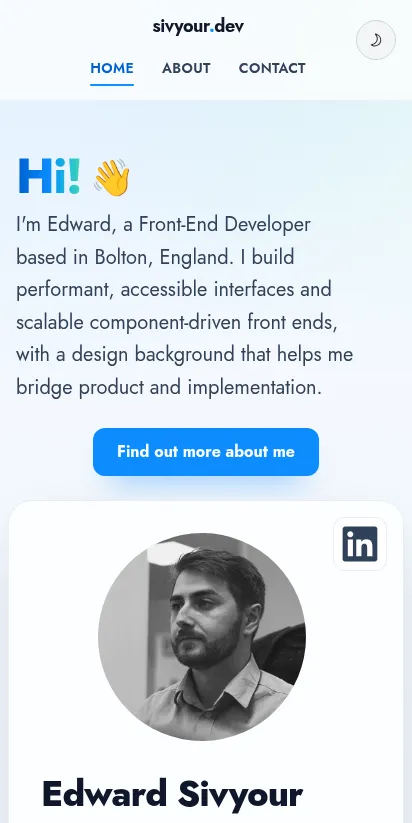 sivyour.dev
HOME ABOUT CONTACT
Hi! 👋
I'm Edward, a Front-End Developer
based in Bolton, England. I build
performant, accessible interfaces and
scalable component-driven front ends,
with a design background that helps me
bridge product and implementation.
Find out more about me
in
Edward Sivyour